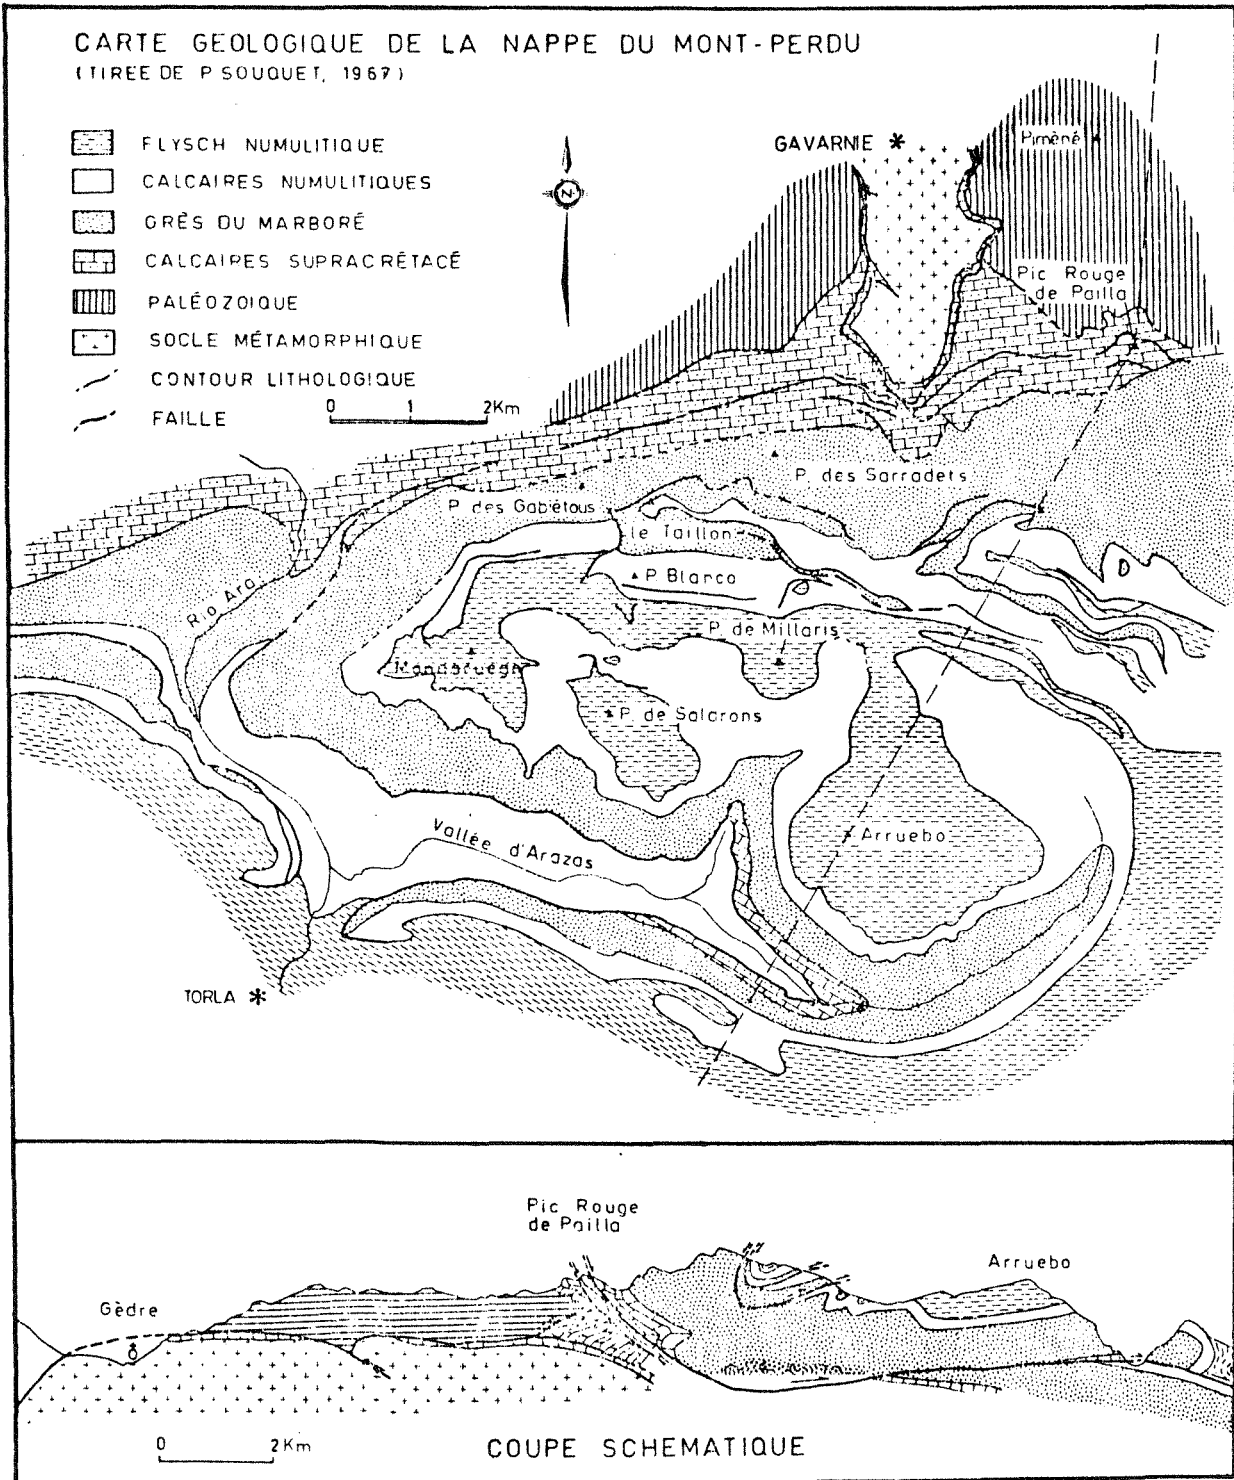 CARTE GEOLOGIQUE DE LA NAPPE DU MONT-PERDU
(TIREE DE P SOUQUET, 1967)
FLYSCH NUMULITIQUE
CALCAIRES NUMULITIQUES
GRÈS DU MARBORÉ
CALCAIRES SUPRACRÉTACÉ
PALÉOZOIQUE
SOCLE MÉTAMORPHIQUE
CONTOUR LITHOLOGIQUE
FAILLE
0 1 2Km
N
GAVARNIE
Pimèné
Pic Rouge
de Pailla
P. des Sarradets
P. des Gabiétous
le Taillon
P. Blanco
Rio Ara
P. de Millaris
P. de Salarons
Arruebo
Vallée d'Arazas
TORLA
Pic Rouge
de Pailla
Arruebo
Gèdre
0 2Km
COUPE SCHEMATIQUE